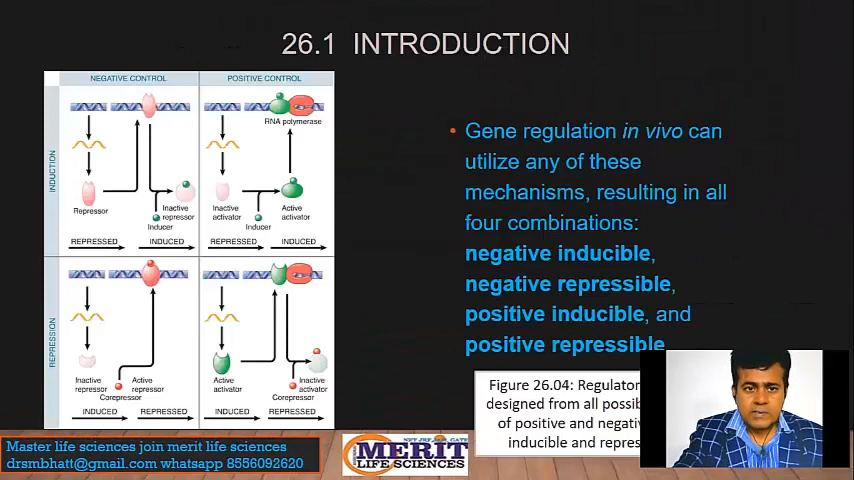 26.1 INTRODUCTION
NEGATIVE CONTROL
POSITIVE CONTROL
INDUCTION
RNA polymerase
Repressor
Inactive
repressor
Inducer
Inactive
activator
Active
activator
Inducer
REPRESSED
INDUCED
REPRESSED
INDUCED
REPRESSION
Inactive
repressor
Active
repressor
Corepressor
Active
activator
Inactive
activator
Corepressor
INDUCED
REPRESSED
INDUCED
REPRESSED
• Gene regulation in vivo can
utilize any of these
mechanisms, resulting in all
four combinations:
negative inducible,
negative repressible,
positive inducible, and
positive repressible
Figure 26.04: Regulator
designed from all possib
of positive and negativ
inducible and repres
Master life sciences join merit life sciences
drsmbhatt@gmail.com whatsapp 8556092620
MERIT
LIFE SCIENCES